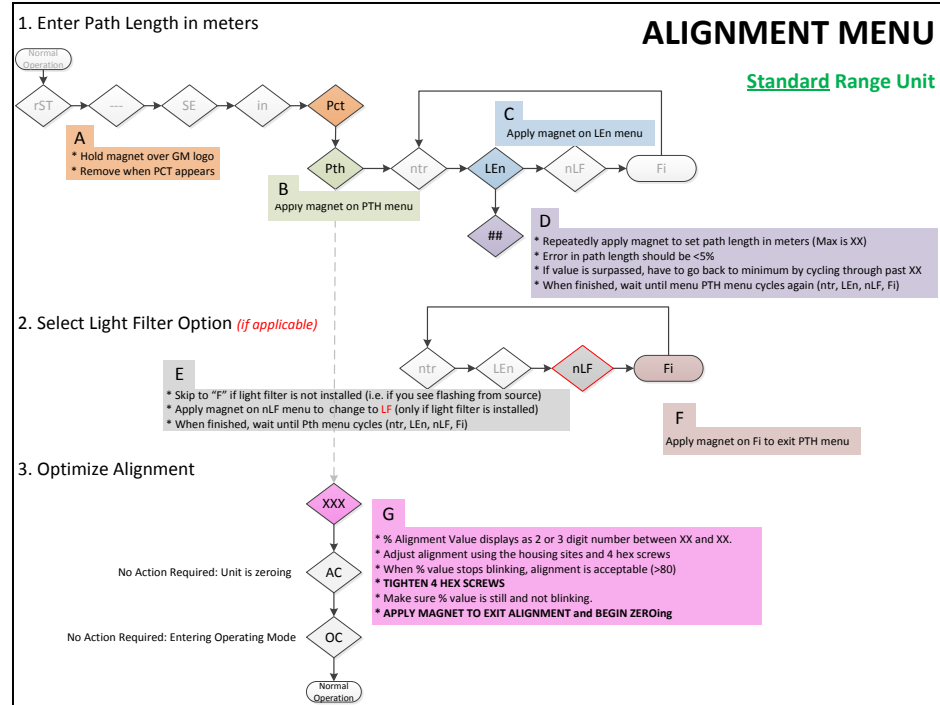 1. Enter Path Length in meters
ALIGNMENT MENU
Standard Range Unit
Normal
Operation
rST
---
SE
in
Pct
A
* Hold magnet over GM logo
* Remove when PCT appears
C
Apply magnet on LEn menu
Pth
ntr
LEn
nLF
Fi
B
Apply magnet on PTH menu
##
D
* Repeatedly apply magnet to set path length in meters (Max is XX)
* Error in path length should be <5%
* If value is surpassed, have to go back to minimum by cycling through past XX
* When finished, wait until menu PTH menu cycles again (ntr, LEn, nLF, Fi)
2. Select Light Filter Option (if applicable)
ntr
LEn
nLF
Fi
E
* Skip to “F” if light filter is not installed (i.e. if you see flashing from source)
* Apply magnet on nLF menu to change to LF (only if light filter is installed)
* When finished, wait until Pth menu cycles (ntr, LEn, nLF, Fi)
F
Apply magnet on Fi to exit PTH menu
3. Optimize Alignment
XXX
G
* % Alignment Value displays as 2 or 3 digit number between XX and XX.
* Adjust alignment using the housing sites and 4 hex screws
* When % value stops blinking, alignment is acceptable (>80)
* TIGHTEN 4 HEX SCREWS
* Make sure % value is still and not blinking.
* APPLY MAGNET TO EXIT ALIGNMENT and BEGIN ZEROing
No Action Required: Unit is zeroing
AC
No Action Required: Entering Operating Mode
OC
Normal
Operation